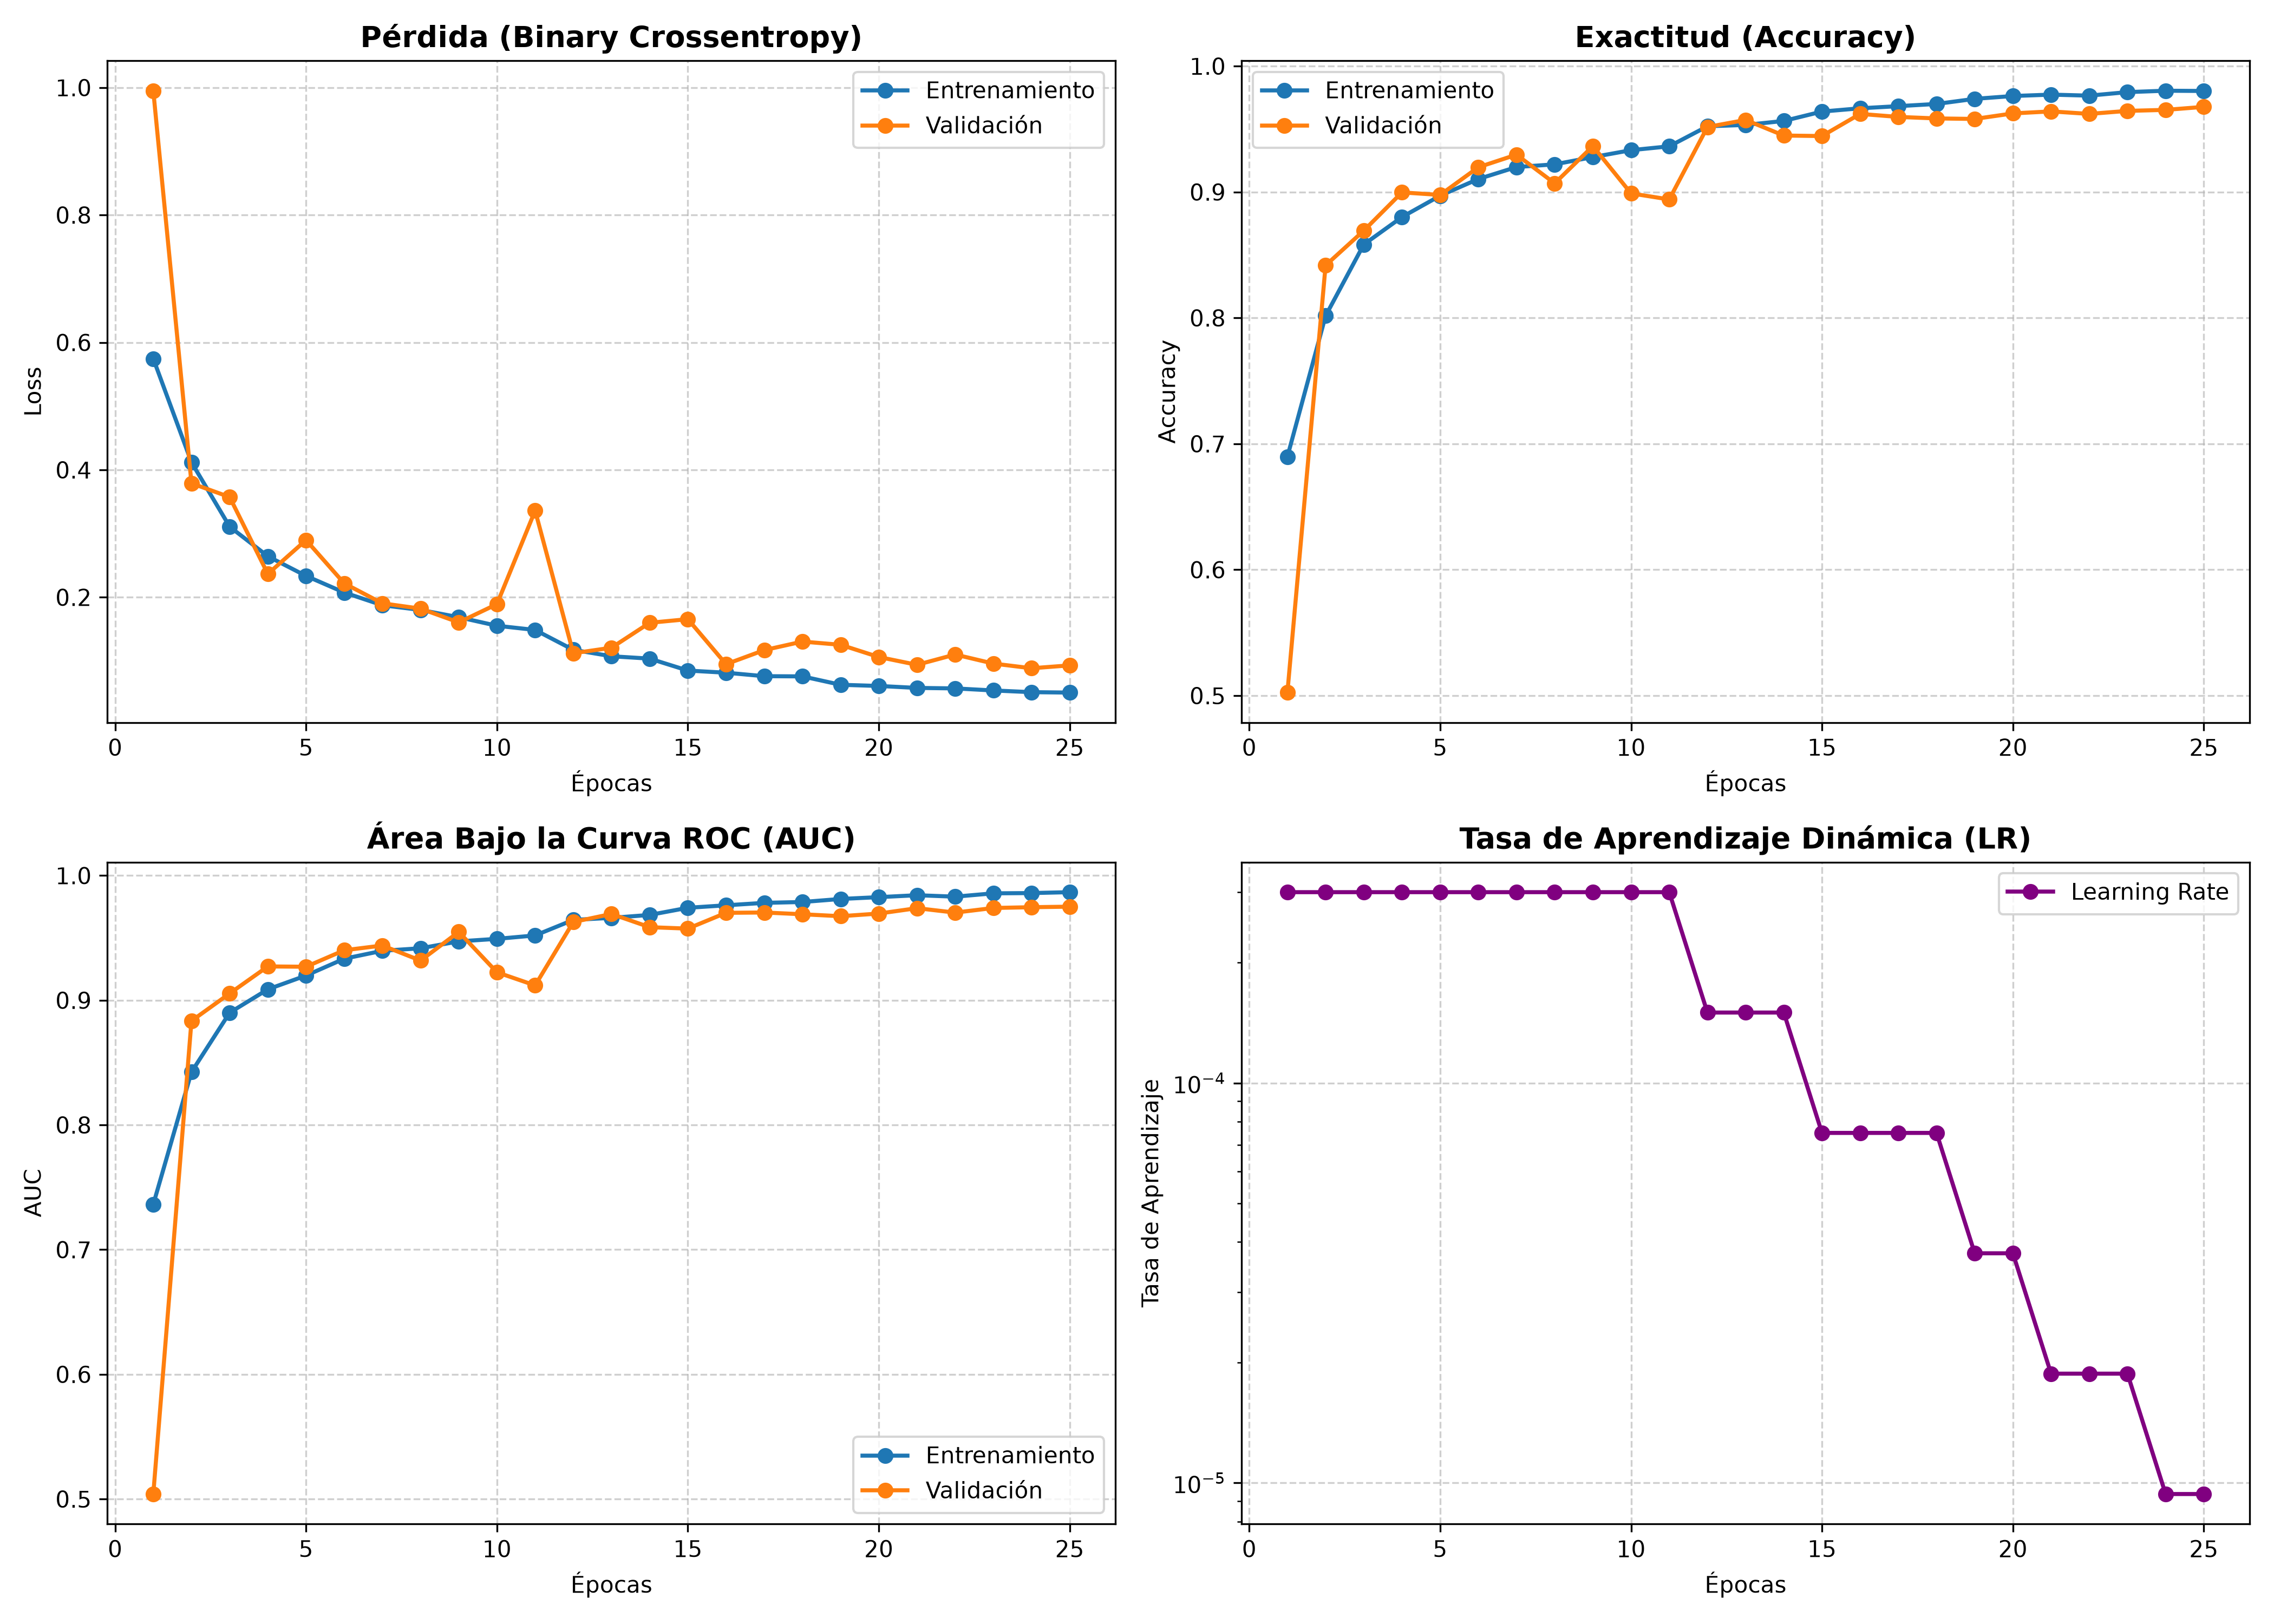 Pérdida (Binary Crossentropy)
1.0
0.8
0.6
0.4
0.2
Loss
Entrenamiento
Validación
0 5 10 15 20 25
Épocas
Exactitud (Accuracy)
1.0
0.9
0.8
0.7
0.6
0.5
Accuracy
Entrenamiento
Validación
0 5 10 15 20 25
Épocas
Área Bajo la Curva ROC (AUC)
1.0
0.9
0.8
0.7
0.6
0.5
AUC
Entrenamiento
Validación
0 5 10 15 20 25
Épocas
Tasa de Aprendizaje Dinámica (LR)
Learning Rate
10⁻⁴
10⁻⁵
Tasa de Aprendizaje
0 5 10 15 20 25
Épocas